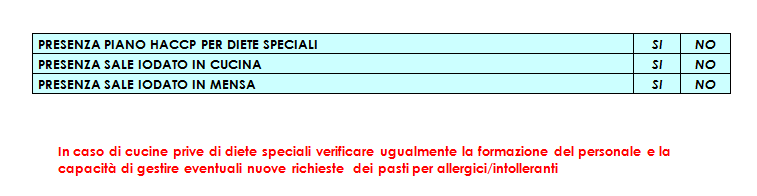 PRESENZA PIANO HACCP PER DIETE SPECIALI SI NO
PRESENZA SALE IODATO IN CUCINA SI NO
PRESENZA SALE IODATO IN MENSA SI NO
In caso di cucine prive di diete speciali verificare ugualmente la formazione del personale e la
capacità di gestire eventuali nuove richieste dei pasti per allergici/intolleranti